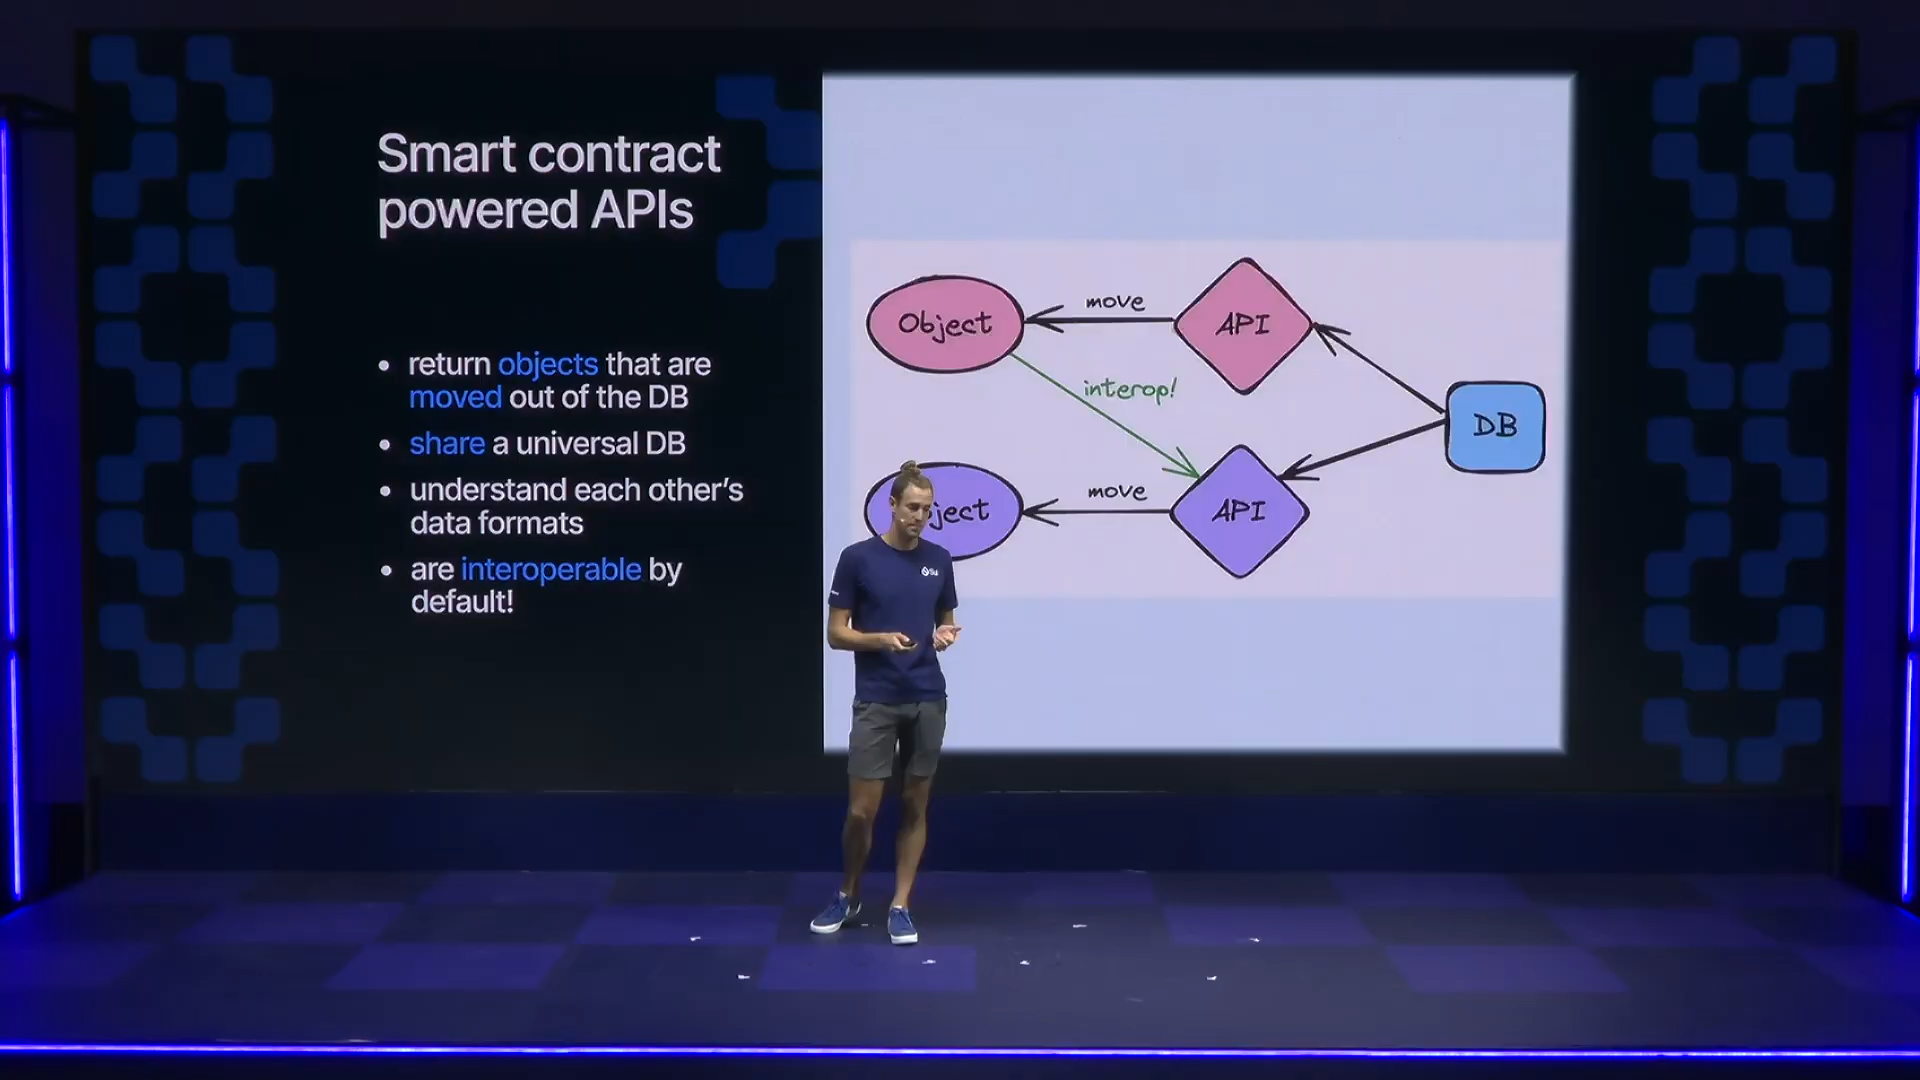 Smart contract
powered APIs
return objects that are
moved out of the DB
share a universal DB
understand each other's
data formats
are interoperable by
default!
Object
move
API
interop!
DB
ject
move
API
Sui